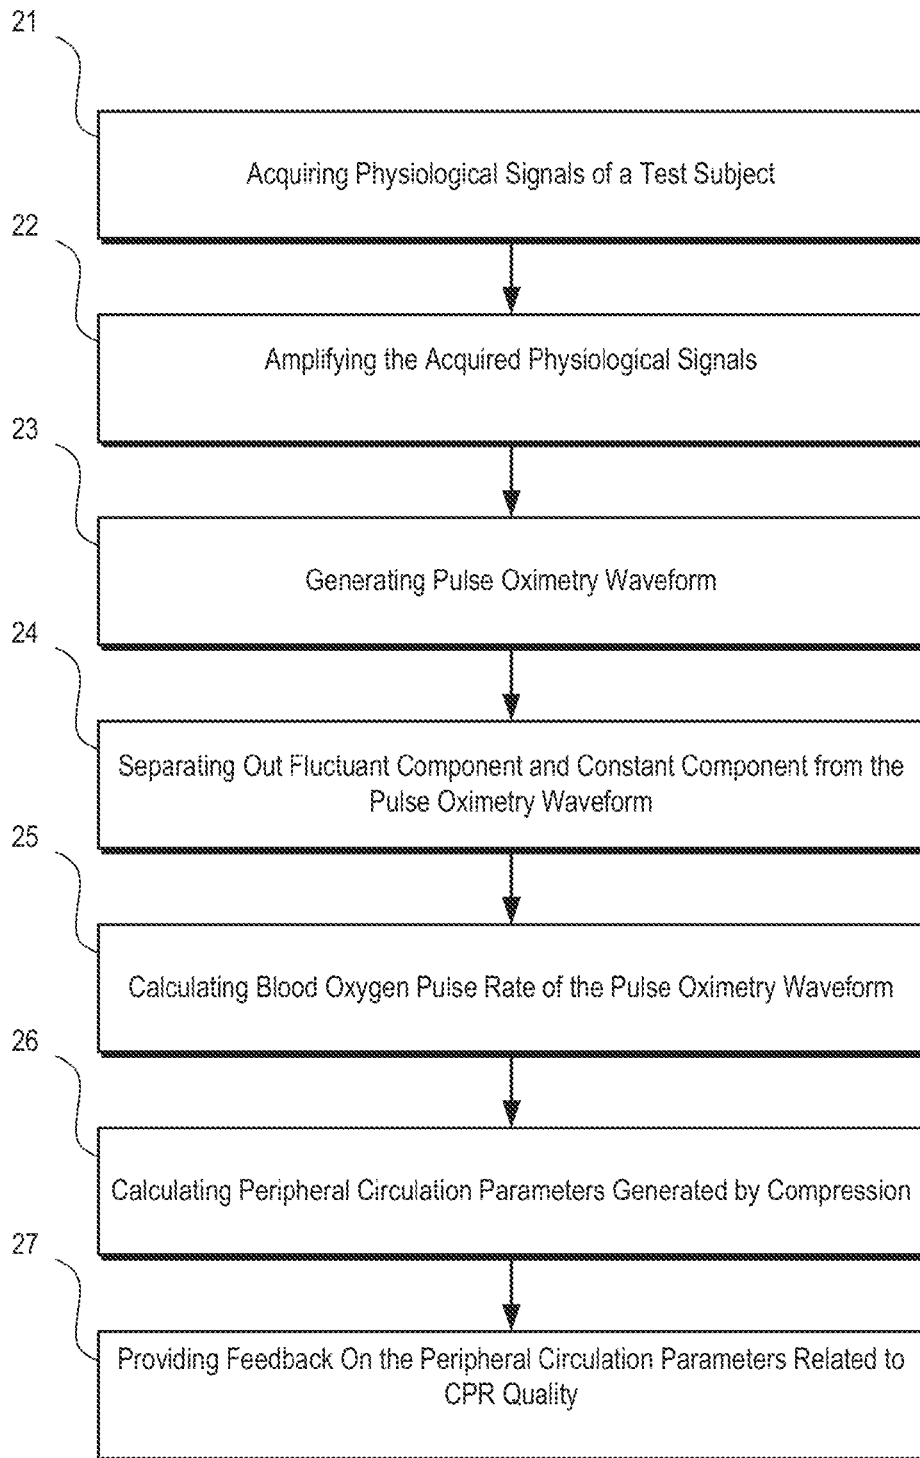 21
Acquiring Physiological Signals of a Test Subject
22
Amplifying the Acquired Physiological Signals
23
Generating Pulse Oximetry Waveform
24
Separating Out Fluctuant Component and Constant Component from the
Pulse Oximetry Waveform
25
Calculating Blood Oxygen Pulse Rate of the Pulse Oximetry Waveform
26
Calculating Peripheral Circulation Parameters Generated by Compression
27
Providing Feedback On the Peripheral Circulation Parameters Related to
CPR Quality